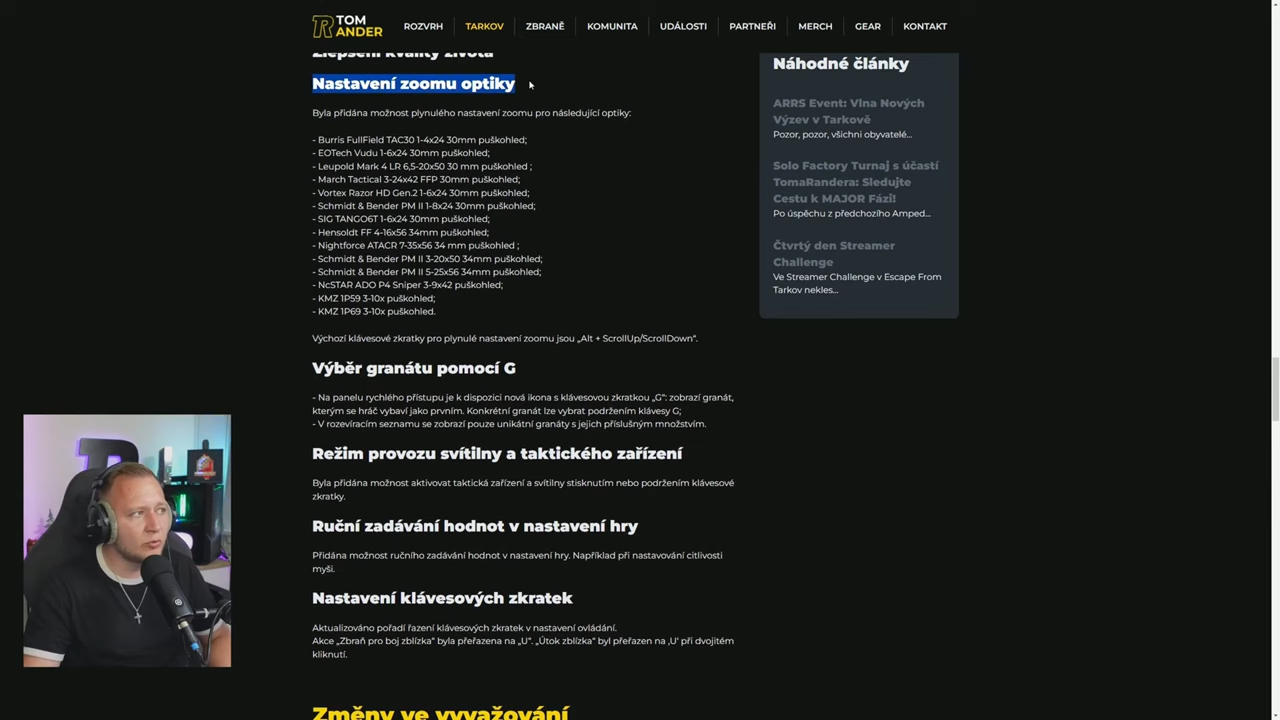 TOM
RANDER
ROZVRH
TARKOV
ZBRANĚ
KOMUNITA
UDÁLOSTI
PARTNEŘI
MERCH
GEAR
KONTAKT
Zlepšení kvality života
Nastavení zoomu optiky
Byla přidána možnost plynulého nastavení zoomu pro následující optiky:
- Burris FullField TAC30 1-4x24 30mm puškohled;
- EOTech Vudu 1-6x24 30mm puškohled;
- Leupold Mark 4 LR 6,5-20x50 30 mm puškohled ;
- March Tactical 3-24x42 FFP 30mm puškohled;
- Vortex Razor HD Gen.2 1-6x24 30mm puškohled;
- Schmidt & Bender PM II 1-8x24 30mm puškohled;
- SIG TANGO6T 1-6x24 30mm puškohled;
- Hensoldt FF 4-16x56 34mm puškohled;
- Nightforce ATACR 7-35x56 34 mm puškohled ;
- Schmidt & Bender PM II 3-20x50 34mm puškohled;
- Schmidt & Bender PM II 5-25x56 34mm puškohled;
- NcSTAR ADO P4 Sniper 3-9x42 puškohled;
- KMZ 1P59 3-10x puškohled;
- KMZ 1P69 3-10x puškohled.
Výchozí klávesové zkratky pro plynulé nastavení zoomu jsou „Alt + ScrollUp/ScrollDown“.
Výběr granátu pomocí G
- Na panelu rychlého přístupu je k dispozici nová ikona s klávesovou zkratkou „G“: zobrazí granát,
kterým se hráč vybaví jako prvním. Konkrétní granát lze vybrat podržením klávesy G;
- V rozevíracím seznamu se zobrazí pouze unikátní granáty s jejich příslušným množstvím.
Režim provozu svítilny a taktického zařízení
Byla přidána možnost aktivovat taktická zařízení a svítilny stisknutím nebo podržením klávesové
zkratky.
Ruční zadávání hodnot v nastavení hry
Přidána možnost ručního zadávání hodnot v nastavení hry. Například při nastavování citlivosti
myši.
Nastavení klávesových zkratek
Aktualizováno pořadí řazení klávesových zkratek v nastavení ovládání.
Akce „Zbraň pro boj zblízka“ byla přeřazena na „U“. „Útok zblízka“ byl přeřazen na ‚U‘ při dvojitém
kliknutí.
Změny ve vyvažování
Náhodné články
ARRS Event: Vlna Nových
Výzev v Tarkově
Pozor, pozor, všichni obyvatelé...
Solo Factory Turnaj s účastí
TomaRandera: Sledujte
Cestu k MAJOR Fázi!
Po úspěchu z předchozího Amped...
Čtvrtý den Streamer
Challenge
Ve Streamer Challenge v Escape From
Tarkov nekles...